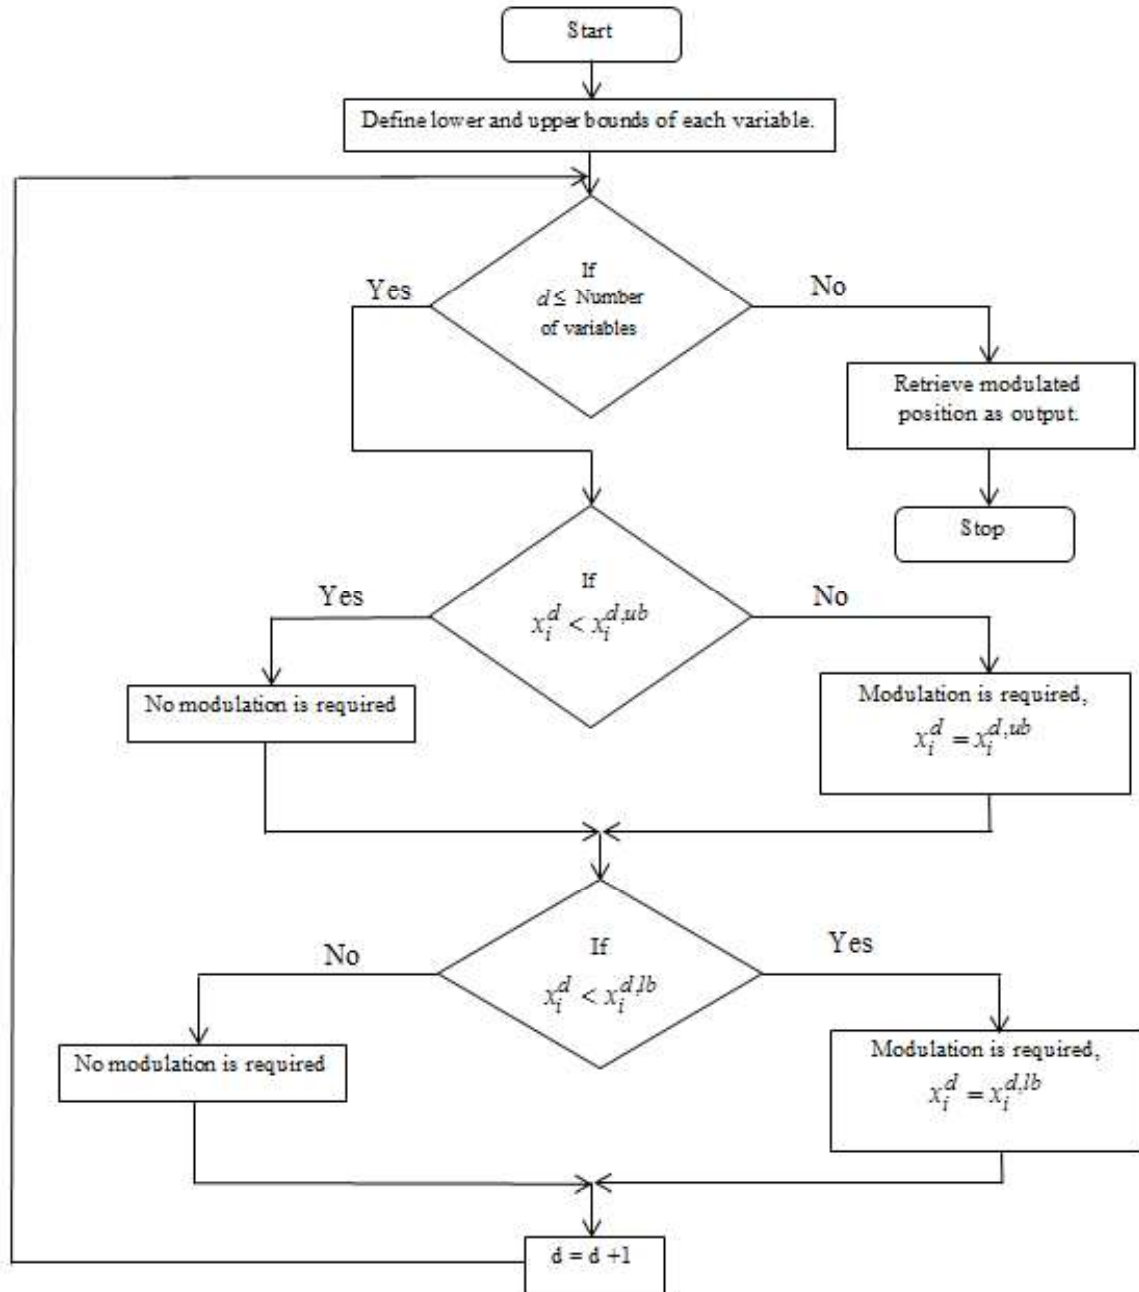 Start
Define lower and upper bounds of each variable.
If
d ≤ Number
of variables
Yes
No
Retrieve modulated
position as output.
Stop
If
x_i^d < x_i^{d,ub}
Yes
No
No modulation is required
Modulation is required,
x_i^d = x_i^{d,ub}
If
x_i^d < x_i^{d,lb}
No
Yes
No modulation is required
Modulation is required,
x_i^d = x_i^{d,lb}
d = d +1